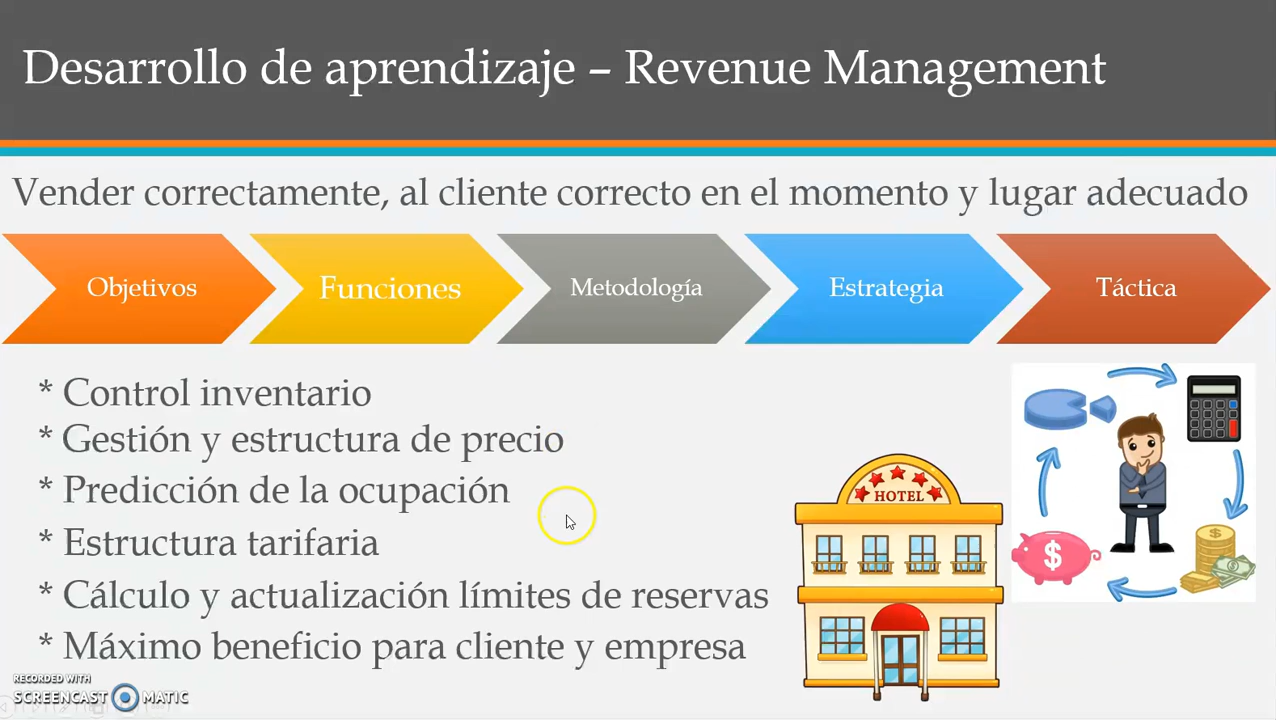 Desarrollo de aprendizaje – Revenue Management
Vender correctamente, al cliente correcto en el momento y lugar adecuado
Objetivos
Funciones
Metodología
Estrategia
Táctica
* Control inventario
* Gestión y estructura de precio
* Predicción de la ocupación
* Estructura tarifaria
* Cálculo y actualización límites de reservas
* Máximo beneficio para cliente y empresa
HOTEL
$
$
RECORDED WITH
SCREENCAST MATIC